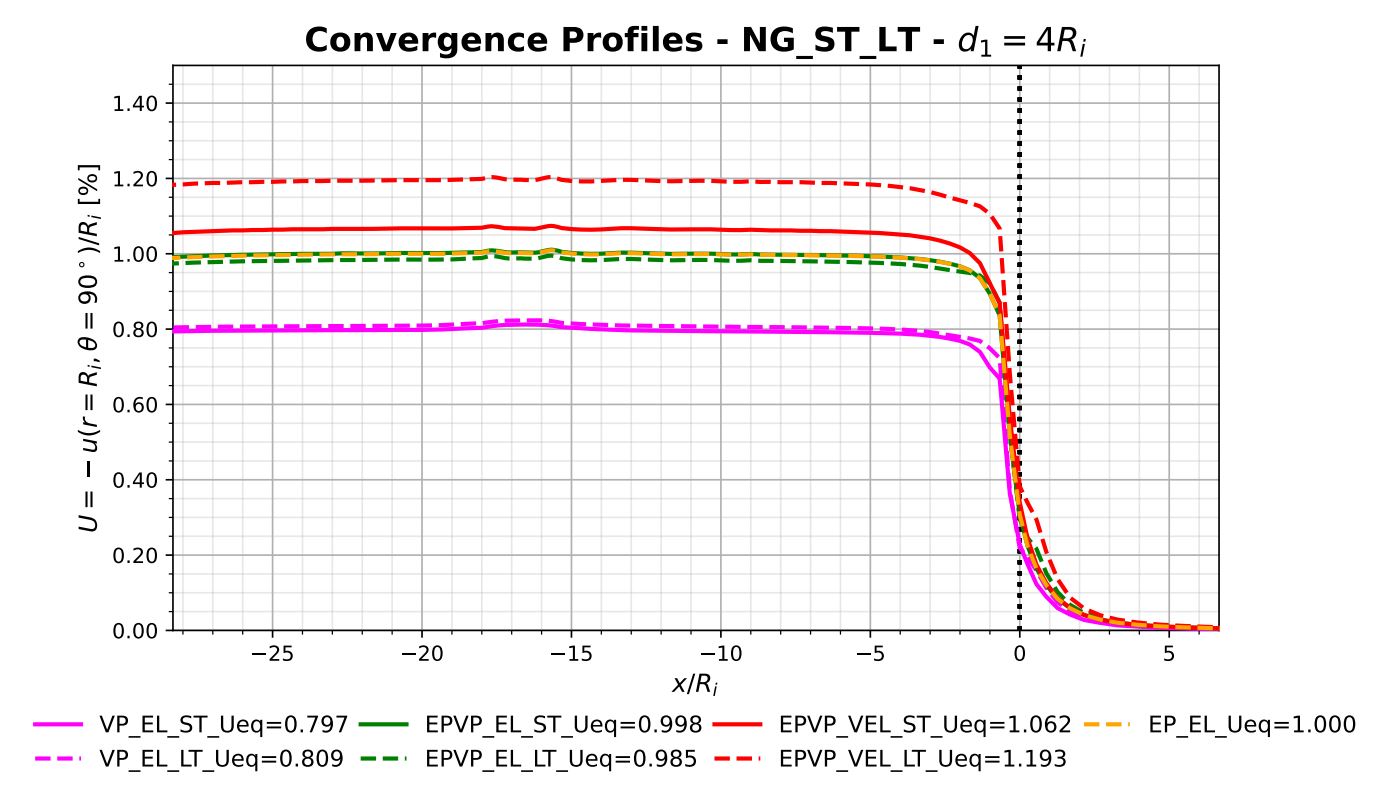 Convergence Profiles - NG_ST_LT - d₁ = 4Rᵢ
U = − u(r = Rᵢ, θ = 90°)/Rᵢ [%]
1.40
1.20
1.00
0.80
0.60
0.40
0.20
0.00
−25 −20 −15 −10 −5 0 5
x/Rᵢ
VP_EL_ST_Ueq=0.797 EPVP_EL_ST_Ueq=0.998 EPVP_VEL_ST_Ueq=1.062 EP_EL_Ueq=1.000
VP_EL_LT_Ueq=0.809 EPVP_EL_LT_Ueq=0.985 EPVP_VEL_LT_Ueq=1.193